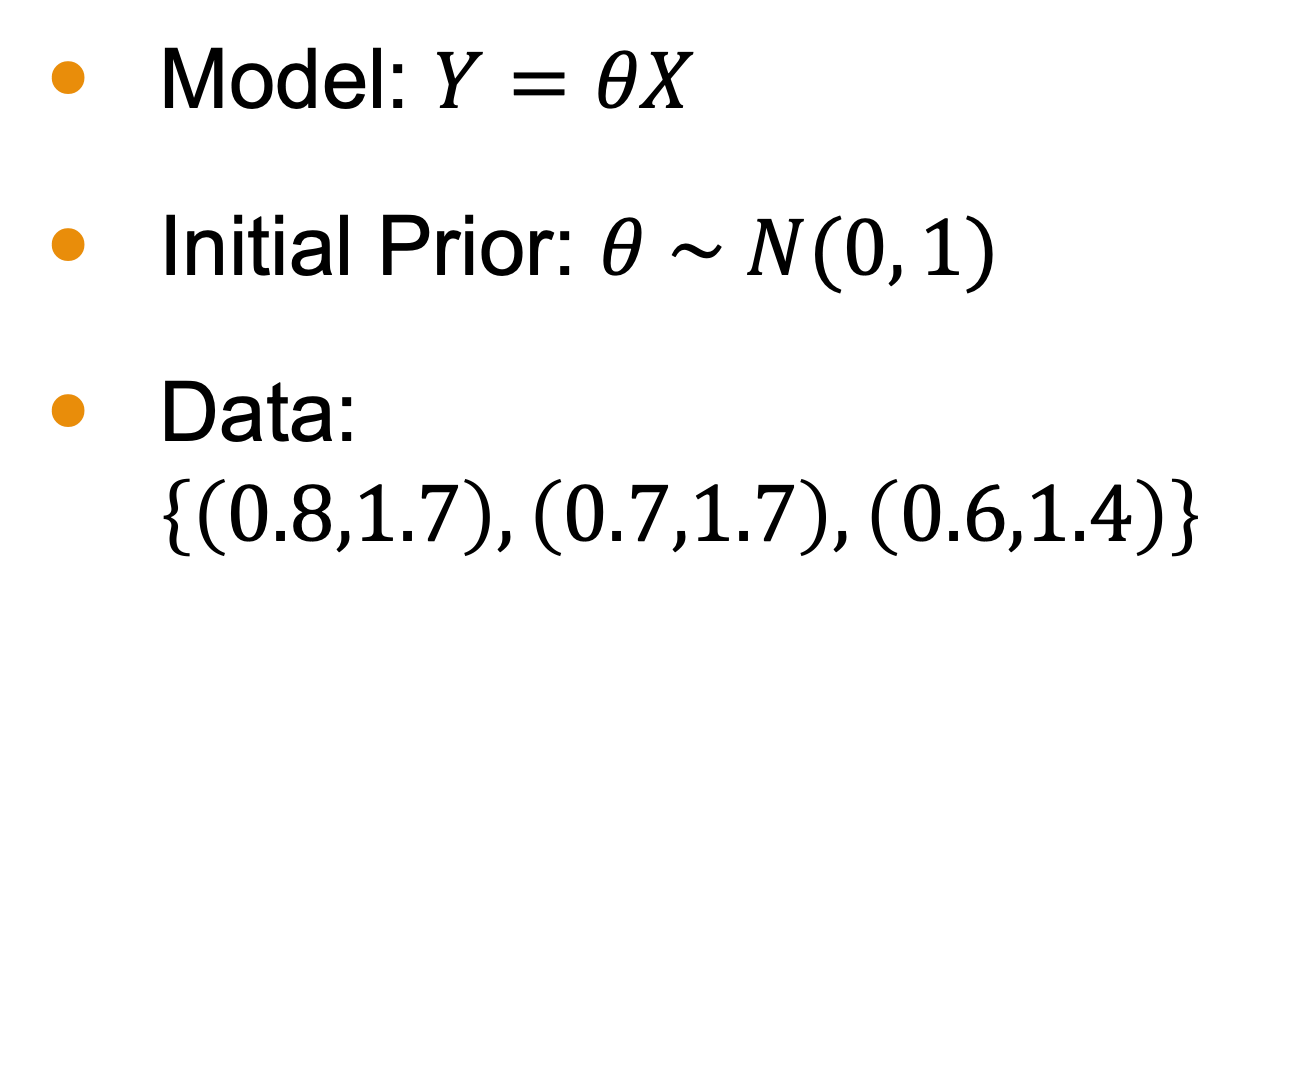 • Model: 𝑌 = 𝜃𝑋
• Initial Prior: 𝜃 ~ 𝑁(0, 1)
• Data:
{(0.8,1.7), (0.7,1.7), (0.6,1.4)}